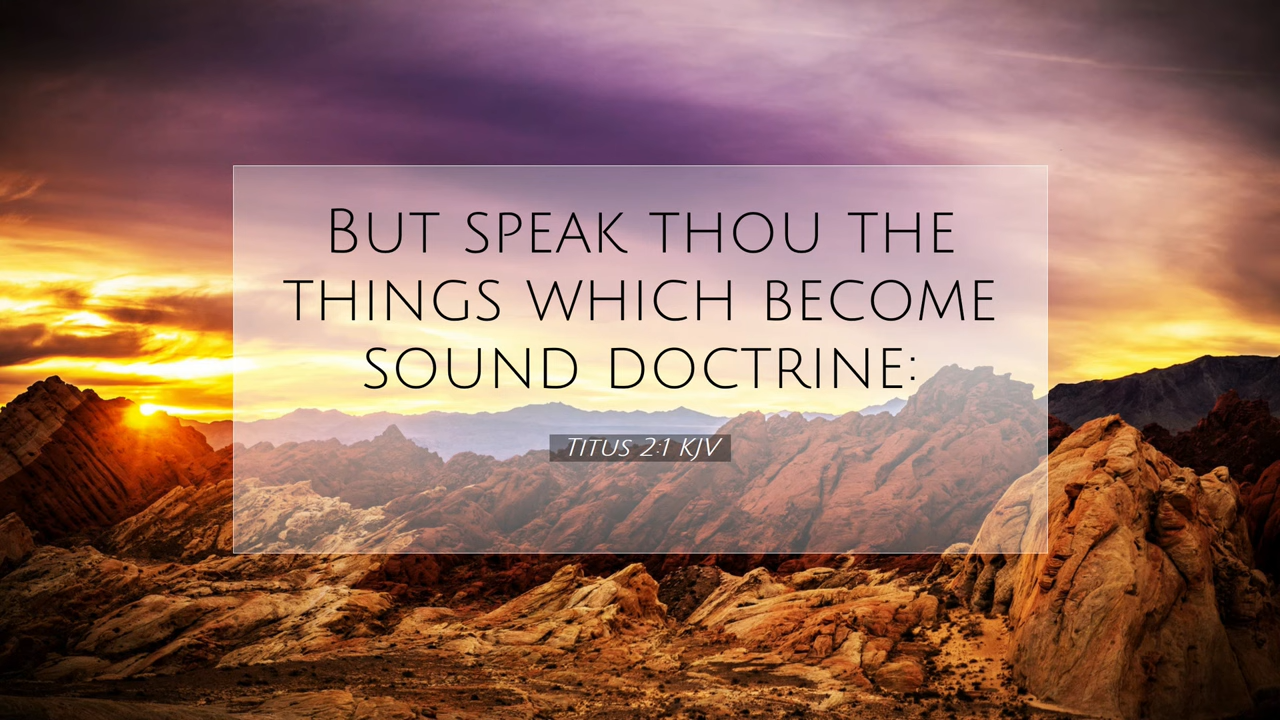 But speak thou the
things which become
sound doctrine:
Titus 2:1 KJV